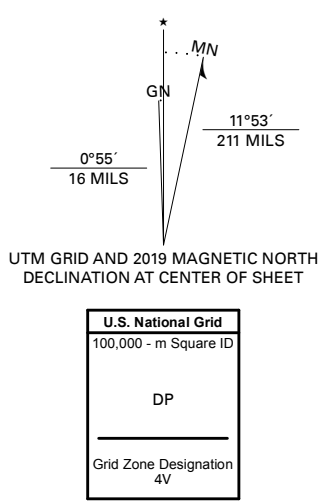 ★
MN
GN
11°53´
211 MILS
0°55´
16 MILS
UTM GRID AND 2019 MAGNETIC NORTH
DECLINATION AT CENTER OF SHEET
U.S. National Grid
100,000 - m Square ID
DP
Grid Zone Designation
4V